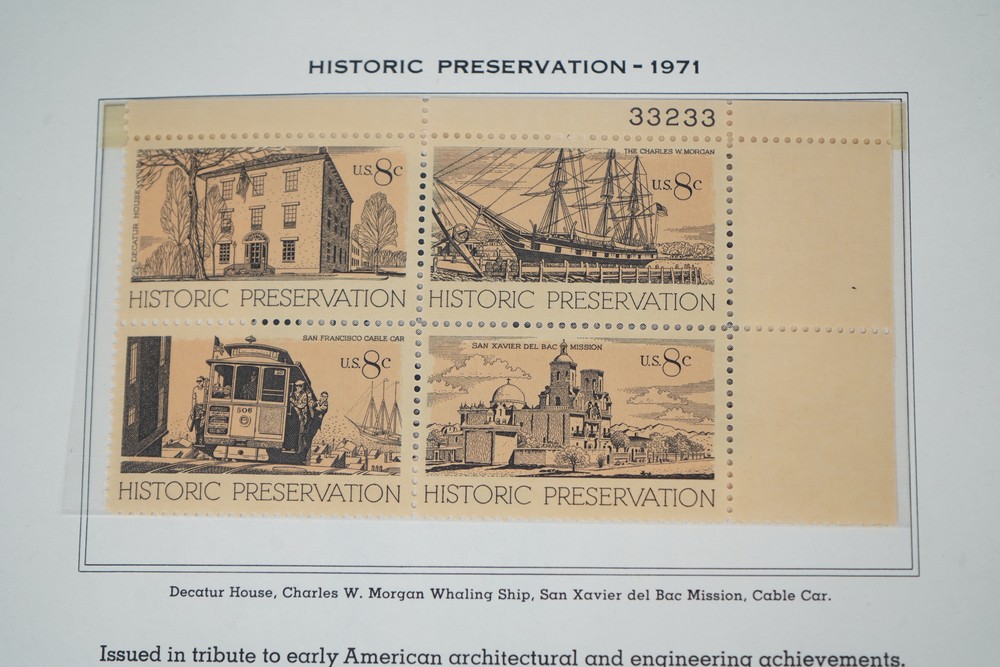 HISTORIC PRESERVATION - 1971
33233
DECATUR HOUSE
U.S. 8c
HISTORIC PRESERVATION
THE CHARLES W. MORGAN
U.S. 8c
HISTORIC PRESERVATION
SAN FRANCISCO CABLE CAR
U.S. 8c
506
HISTORIC PRESERVATION
SAN XAVIER DEL BAC MISSION
U.S. 8c
HISTORIC PRESERVATION
Decatur House, Charles W. Morgan Whaling Ship, San Xavier del Bac Mission, Cable Car.
Issued in tribute to early American architectural and engineering achievements,